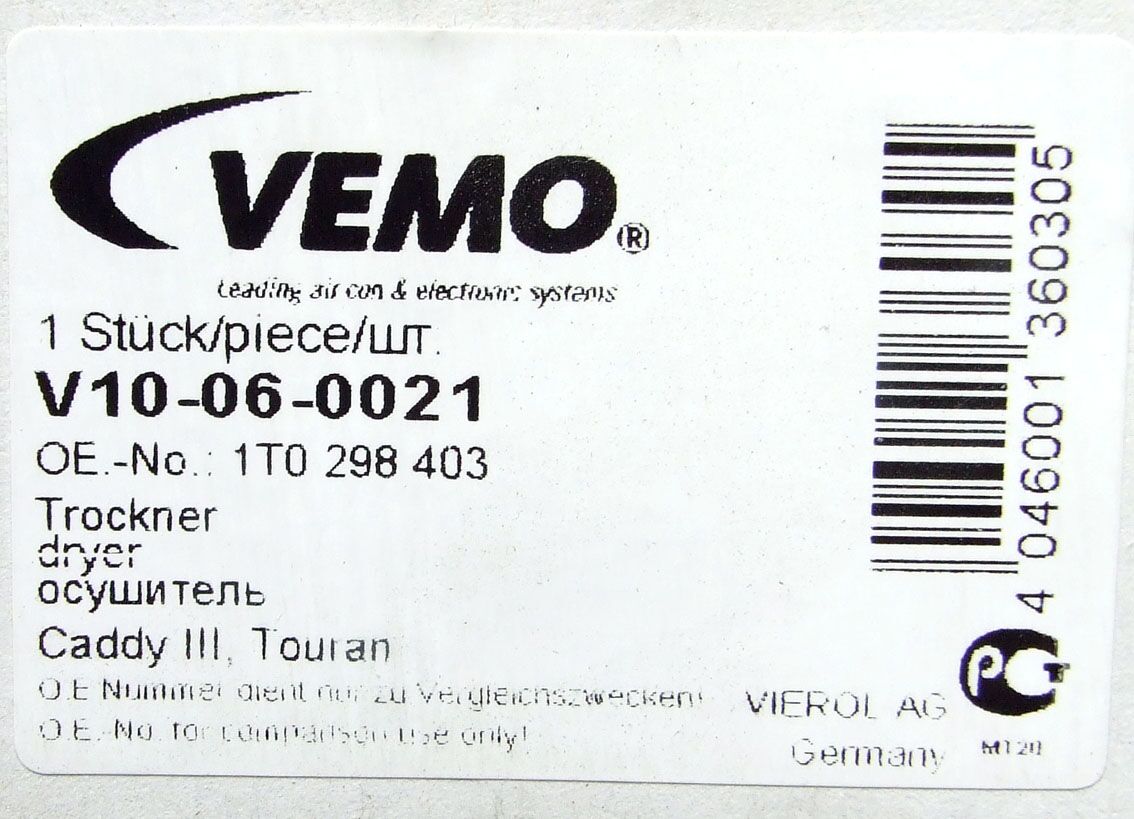 VEMO®
Leading air con & electronic systems
1 Stück/piece/шт.
V10-06-0021
OE.-No.: 1T0 298 403
Trockner
dryer
осушитель
Caddy III, Touran
O.E Nummer dient nur zu Vergleichszwecken!
O.E.-No. for comparison use only!
VIEROL AG
Germany
4 046001 360305
РСТ
MT20